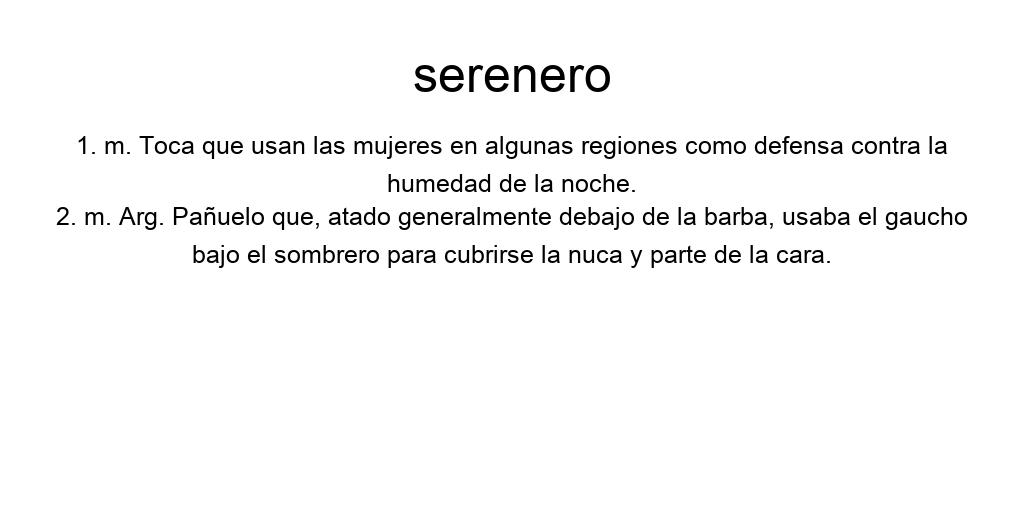 serenero
1. m. Toca que usan las mujeres en algunas regiones como defensa contra la
humedad de la noche.
2. m. Arg. Pañuelo que, atado generalmente debajo de la barba, usaba el gaucho
bajo el sombrero para cubrirse la nuca y parte de la cara.